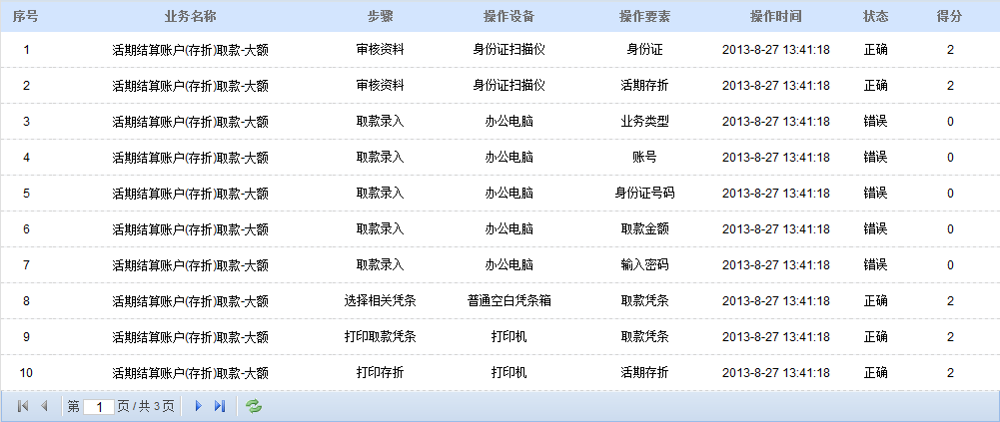 序号 业务名称 步骤 操作设备 操作要素 操作时间 状态 得分
1 活期结算账户(存折)取款-大额 审核资料 身份证扫描仪 身份证 2013-8-27 13:41:18 正确 2
2 活期结算账户(存折)取款-大额 审核资料 身份证扫描仪 活期存折 2013-8-27 13:41:18 正确 2
3 活期结算账户(存折)取款-大额 取款录入 办公电脑 业务类型 2013-8-27 13:41:18 错误 0
4 活期结算账户(存折)取款-大额 取款录入 办公电脑 账号 2013-8-27 13:41:18 错误 0
5 活期结算账户(存折)取款-大额 取款录入 办公电脑 身份证号码 2013-8-27 13:41:18 错误 0
6 活期结算账户(存折)取款-大额 取款录入 办公电脑 取款金额 2013-8-27 13:41:18 错误 0
7 活期结算账户(存折)取款-大额 取款录入 办公电脑 输入密码 2013-8-27 13:41:18 错误 0
8 活期结算账户(存折)取款-大额 选择相关凭条 普通空白凭条箱 取款凭条 2013-8-27 13:41:18 正确 2
9 活期结算账户(存折)取款-大额 打印取款凭条 打印机 取款凭条 2013-8-27 13:41:18 正确 2
10 活期结算账户(存折)取款-大额 打印存折 打印机 活期存折 2013-8-27 13:41:18 正确 2
第 1 页/共3页